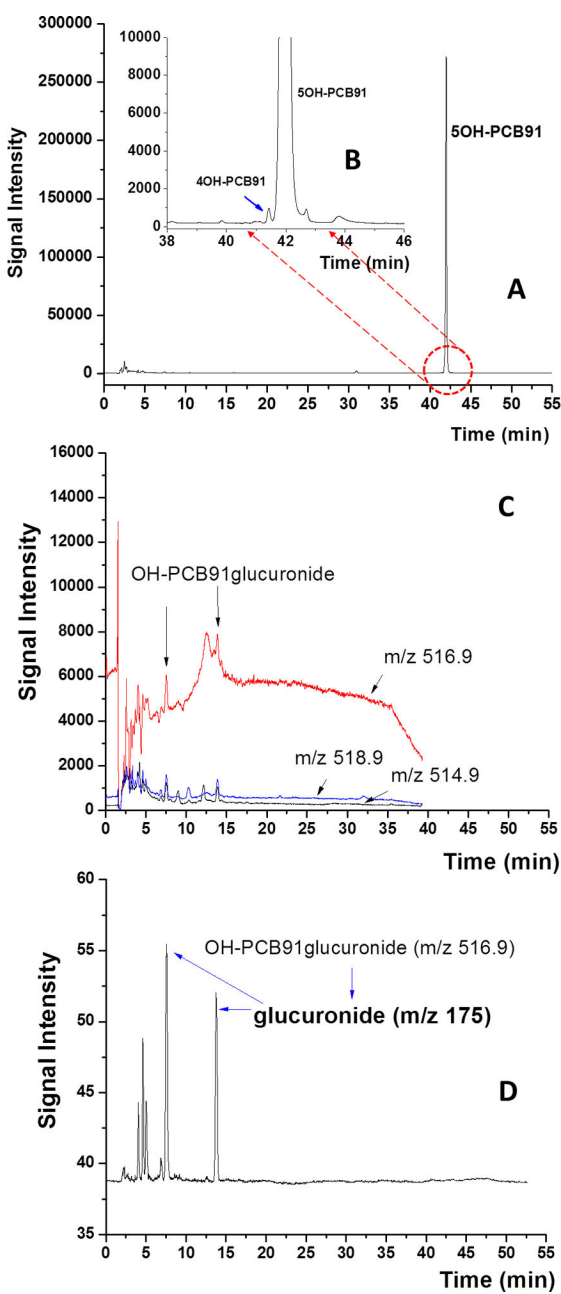 300000
250000
200000
150000
100000
50000
0
Signal Intensity
10000
8000
6000
4000
2000
0
5OH-PCB91
B
4OH-PCB91
38 40 42 44 46
Time (min)
5OH-PCB91
A
0 5 10 15 20 25 30 35 40 45 50 55
Time (min)
16000
14000
12000
10000
8000
6000
4000
2000
0
Signal Intensity
C
OH-PCB91glucuronide
m/z 516.9
m/z 518.9
m/z 514.9
0 5 10 15 20 25 30 35 40 45 50 55
Time (min)
60
55
50
45
40
35
Signal Intensity
OH-PCB91glucuronide (m/z 516.9)
glucuronide (m/z 175)
D
0 5 10 15 20 25 30 35 40 45 50 55
Time (min)